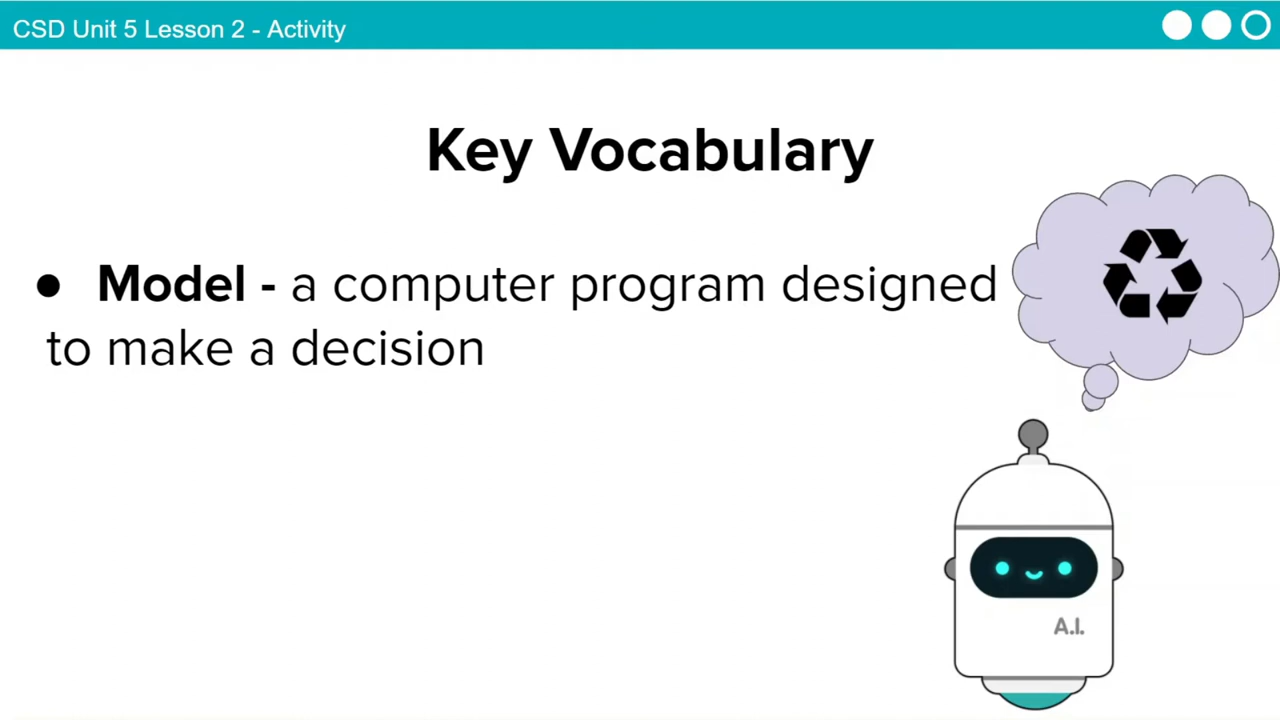 CSD Unit 5 Lesson 2 - Activity
Key Vocabulary
● Model - a computer program designed
to make a decision
A.I.